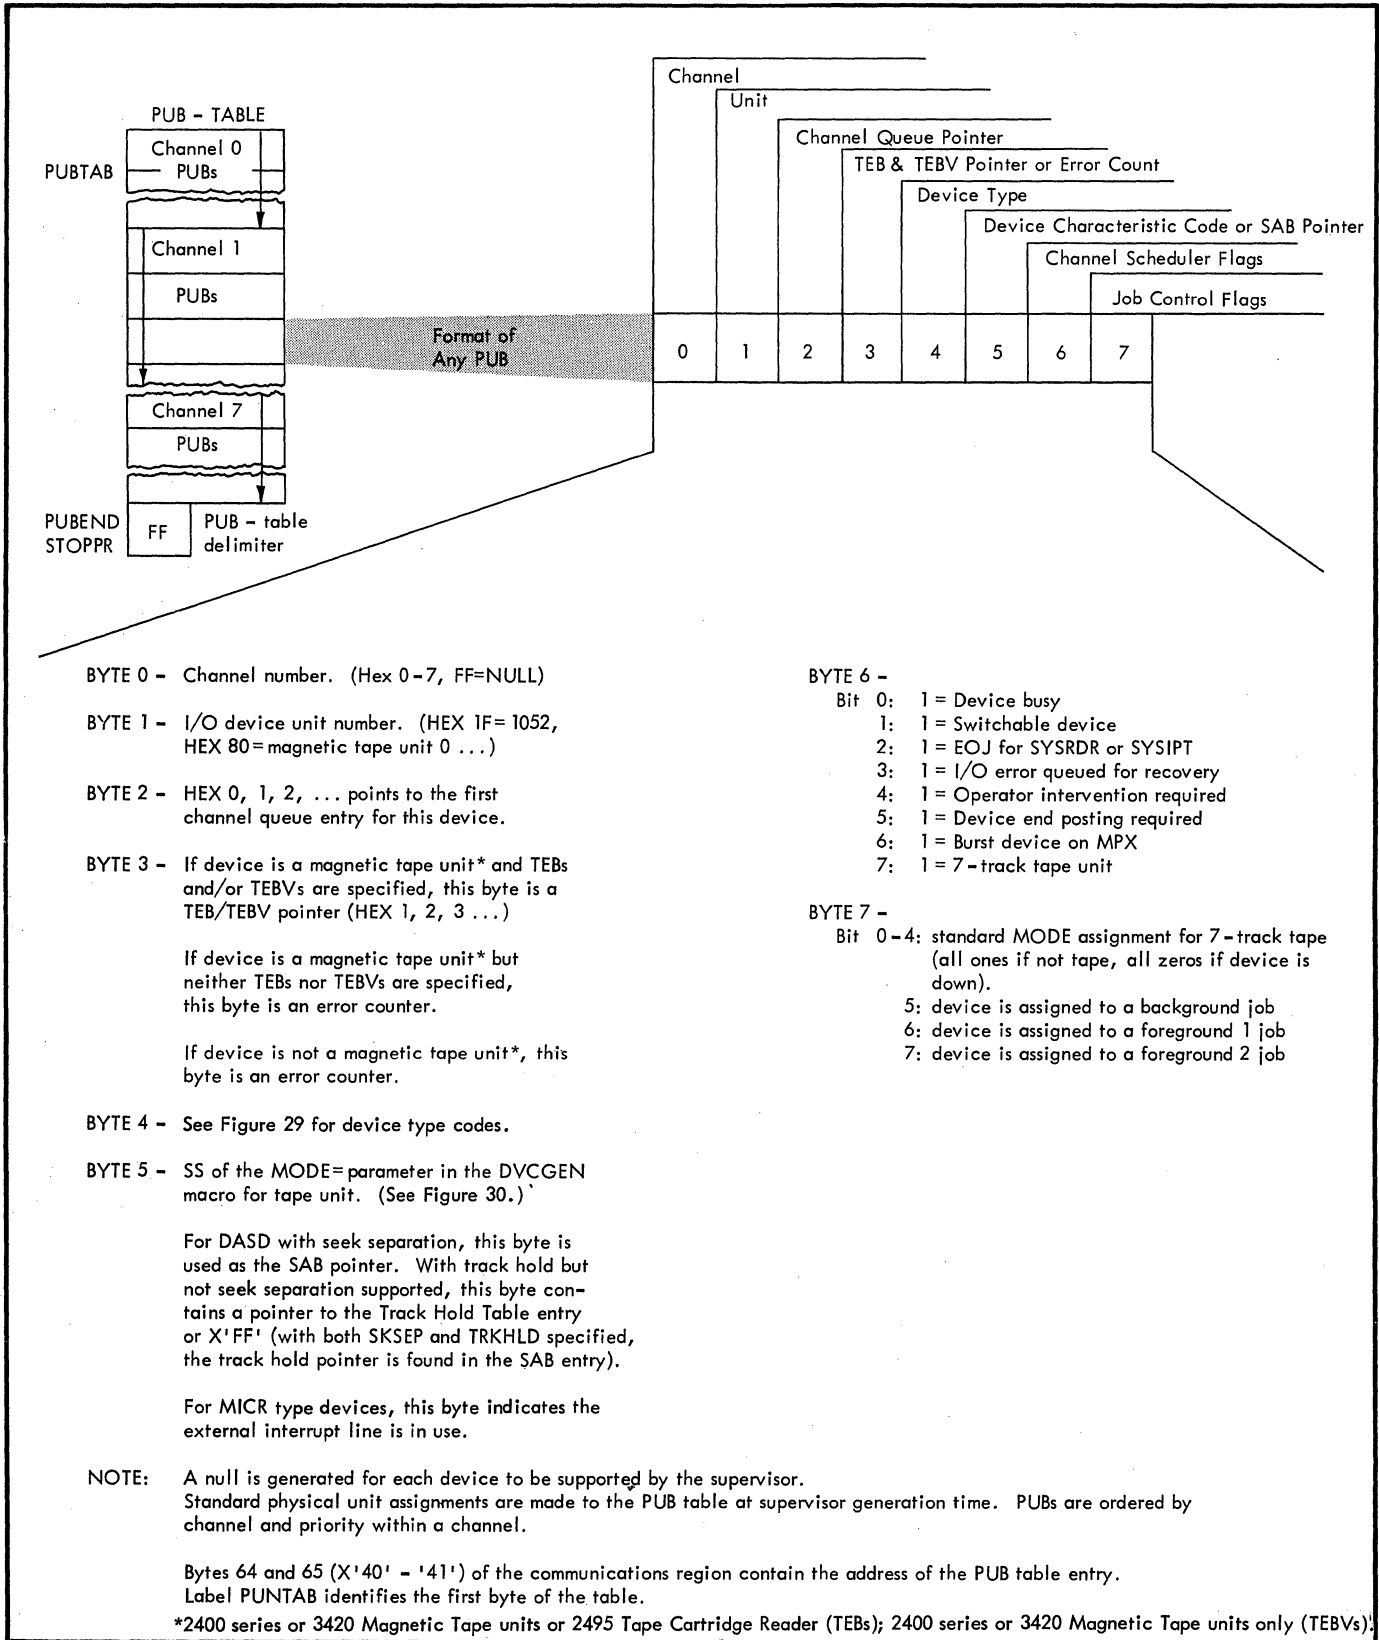 PUB - TABLE
PUBTAB
Channel 0
PUBs
Channel 1
PUBs
Channel 7
PUBs
PUBEND
STOPPR
FF
PUB - table
delimiter
Format of
Any PUB
Channel
Unit
Channel Queue Pointer
TEB & TEBV Pointer or Error Count
Device Type
Device Characteristic Code or SAB Pointer
Channel Scheduler Flags
Job Control Flags
0 1 2 3 4 5 6 7
BYTE 0 - Channel number. (Hex 0-7, FF=NULL)
BYTE 1 - I/O device unit number. (HEX 1F= 1052,
HEX 80=magnetic tape unit 0 ...)
BYTE 2 - HEX 0, 1, 2, ... points to the first
channel queue entry for this device.
BYTE 3 - If device is a magnetic tape unit* and TEBs
and/or TEBVs are specified, this byte is a
TEB/TEBV pointer (HEX 1, 2, 3 ...)
If device is a magnetic tape unit* but
neither TEBs nor TEBVs are specified,
this byte is an error counter.
If device is not a magnetic tape unit*, this
byte is an error counter.
BYTE 4 - See Figure 29 for device type codes.
BYTE 5 - SS of the MODE=parameter in the DVCGEN
macro for tape unit. (See Figure 30.)
For DASD with seek separation, this byte is
used as the SAB pointer. With track hold but
not seek separation supported, this byte con-
tains a pointer to the Track Hold Table entry
or X'FF' (with both SKSEP and TRKHLD specified,
the track hold pointer is found in the SAB entry).
For MICR type devices, this byte indicates the
external interrupt line is in use.
BYTE 6 -
Bit 0: 1 = Device busy
1: 1 = Switchable device
2: 1 = EOJ for SYSRDR or SYSIPT
3: 1 = I/O error queued for recovery
4: 1 = Operator intervention required
5: 1 = Device end posting required
6: 1 = Burst device on MPX
7: 1 = 7-track tape unit
BYTE 7 -
Bit 0-4: standard MODE assignment for 7-track tape
(all ones if not tape, all zeros if device is
down).
5: device is assigned to a background job
6: device is assigned to a foreground 1 job
7: device is assigned to a foreground 2 job
NOTE: A null is generated for each device to be supported by the supervisor.
Standard physical unit assignments are made to the PUB table at supervisor generation time. PUBs are ordered by
channel and priority within a channel.
Bytes 64 and 65 (X'40' - '41') of the communications region contain the address of the PUB table entry.
Label PUNTAB identifies the first byte of the table.
*2400 series or 3420 Magnetic Tape units or 2495 Tape Cartridge Reader (TEBs); 2400 series or 3420 Magnetic Tape units only (TEBVs).